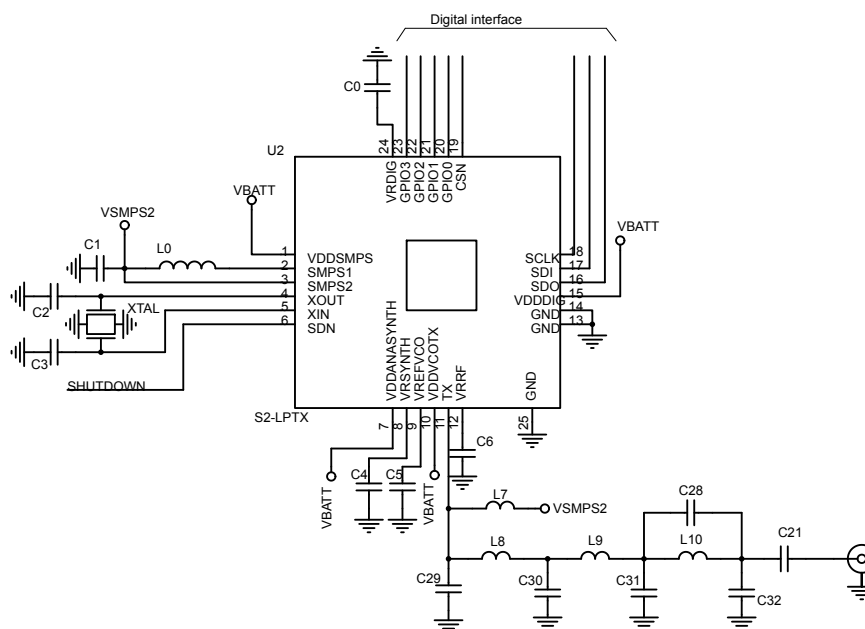 Digital interface
C0
U2
24
23
22
21
20
19
VRDIG
GPIO3
GPIO2
GPIO1
GPIO0
CSN
VBATT
VSMPS2
VBATT
C1
L0
1
VDDSMPS
2
SMPS1
3
SMPS2
4
XOUT
5
XIN
6
SDN
SCLK
18
SDI
17
SDO
16
VDDDIG
15
GND
14
GND
13
C2
XTAL
C3
SHUTDOWN
VDDANASYNTH
VRSYNTH
VREFVCO
VDDVCOTX
TX
VRRF
GND
S2-LPTX
7
8
9
10
11
12
25
C6
C4
C5
VBATT
VBATT
L7
VSMPS2
C28
L8
L9
L10
C21
C29
C30
C31
C32